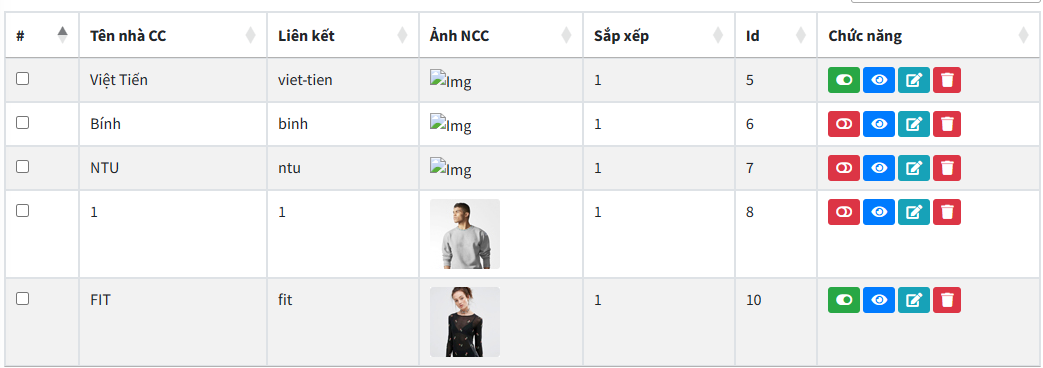 # Tên nhà CC Liên kết Ảnh NCC Sắp xếp Id Chức năng
Việt Tiến viet-tien Img 1 5
Bính binh Img 1 6
NTU ntu Img 1 7
1 1 1 8
FIT fit 1 10